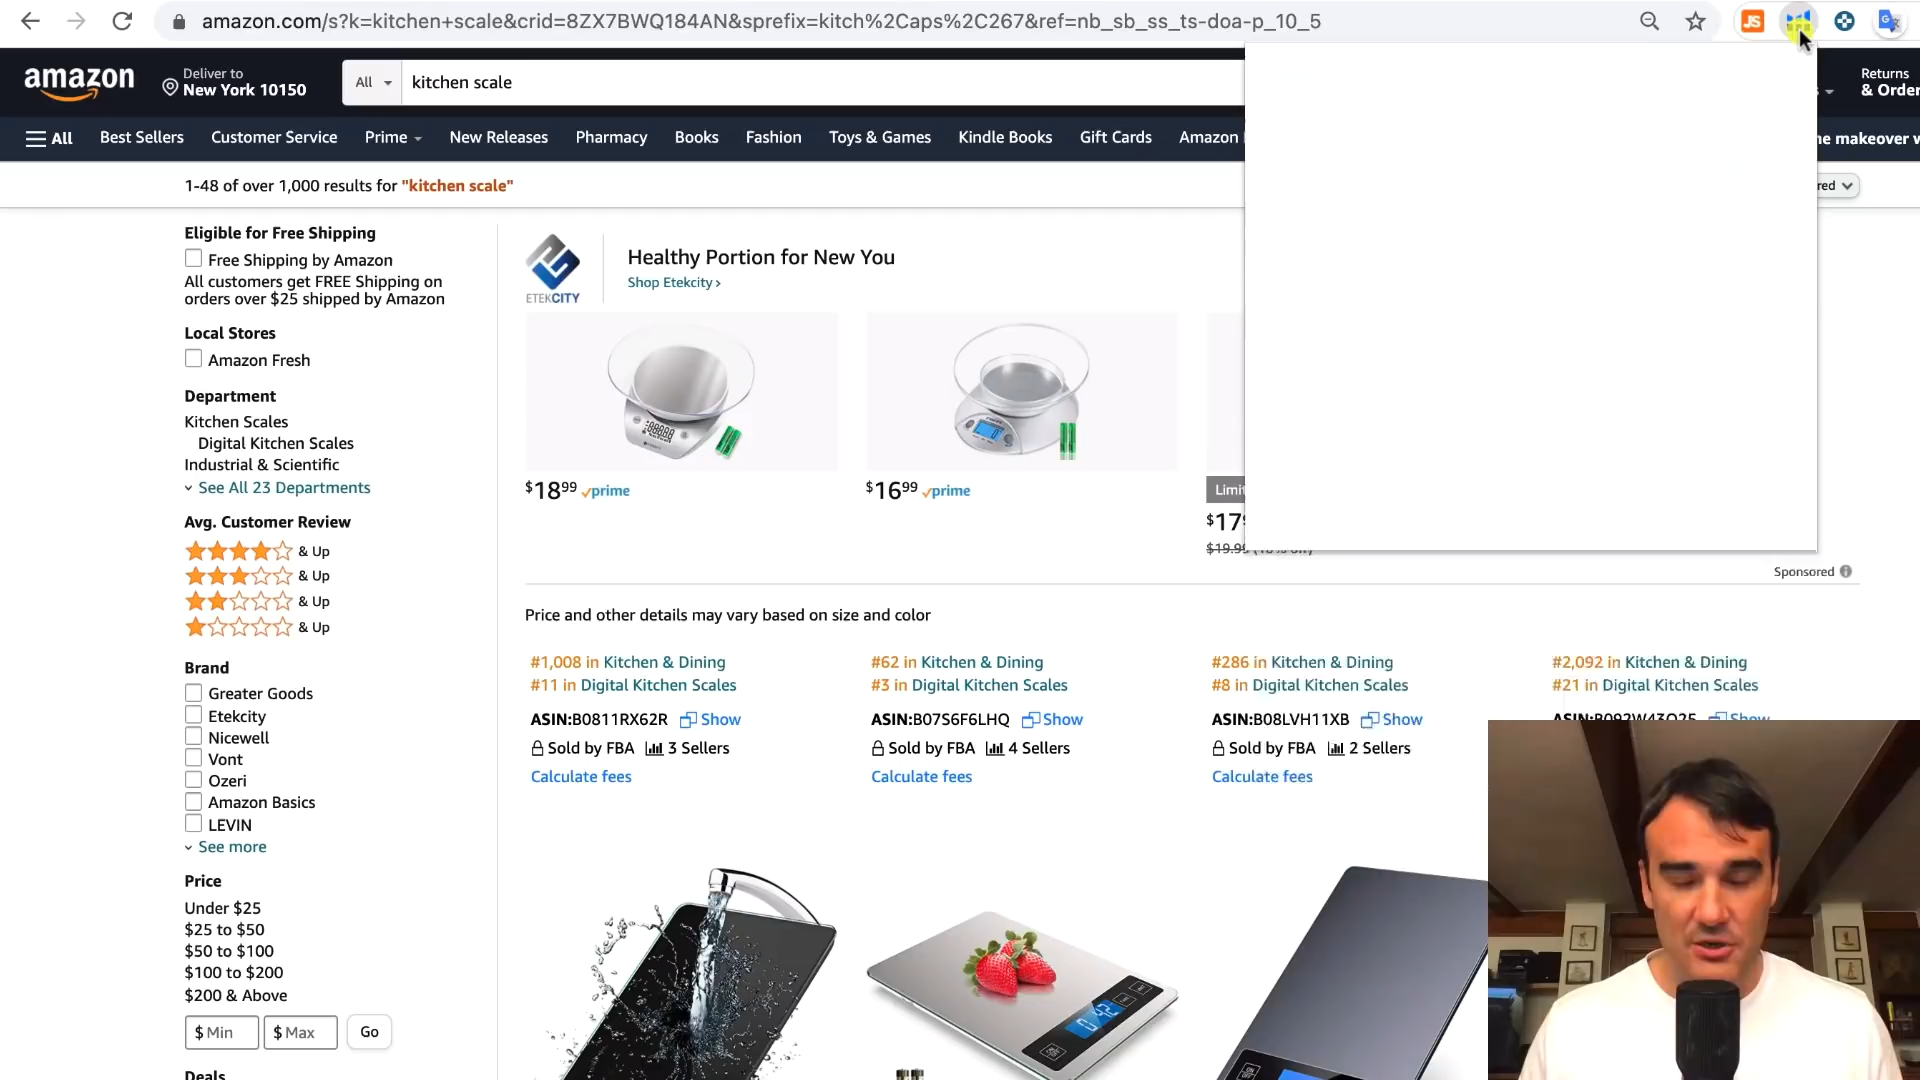 amazon.com/s?k=kitchen+scale&crid=8ZX7BWQ184AN&sprefix=kitch%2Caps%2C267&ref=nb_sb_ss_ts-doa-p_10_5
JS
amazon
Deliver to
New York 10150
All
kitchen scale
Returns
& Order
All
Best Sellers
Customer Service
Prime
New Releases
Pharmacy
Books
Fashion
Toys & Games
Kindle Books
Gift Cards
Amazon
makeover
1-48 of over 1,000 results for "kitchen scale"
Eligible for Free Shipping
Free Shipping by Amazon
All customers get FREE Shipping on
orders over $25 shipped by Amazon
Local Stores
Amazon Fresh
Department
Kitchen Scales
Digital Kitchen Scales
Industrial & Scientific
See All 23 Departments
Avg. Customer Review
& Up
& Up
& Up
& Up
Brand
Greater Goods
Etekcity
Nicewell
Vont
Ozeri
Amazon Basics
LEVIN
See more
Price
Under $25
$25 to $50
$50 to $100
$100 to $200
$200 & Above
$ Min
$ Max
Go
Deals
ETEKCITY
Healthy Portion for New You
Shop Etekcity ›
$18 99 prime
$16 99 prime
Limit
$17
$19.99
Sponsored
Price and other details may vary based on size and color
#1,008 in Kitchen & Dining
#11 in Digital Kitchen Scales
ASIN:B0811RX62R Show
Sold by FBA 3 Sellers
Calculate fees
#62 in Kitchen & Dining
#3 in Digital Kitchen Scales
ASIN:B07S6F6LHQ Show
Sold by FBA 4 Sellers
Calculate fees
#286 in Kitchen & Dining
#8 in Digital Kitchen Scales
ASIN:B08LVH11XB Show
Sold by FBA 2 Sellers
Calculate fees
#2,092 in Kitchen & Dining
#21 in Digital Kitchen Scales
ASIN:B092W43Q25 Show